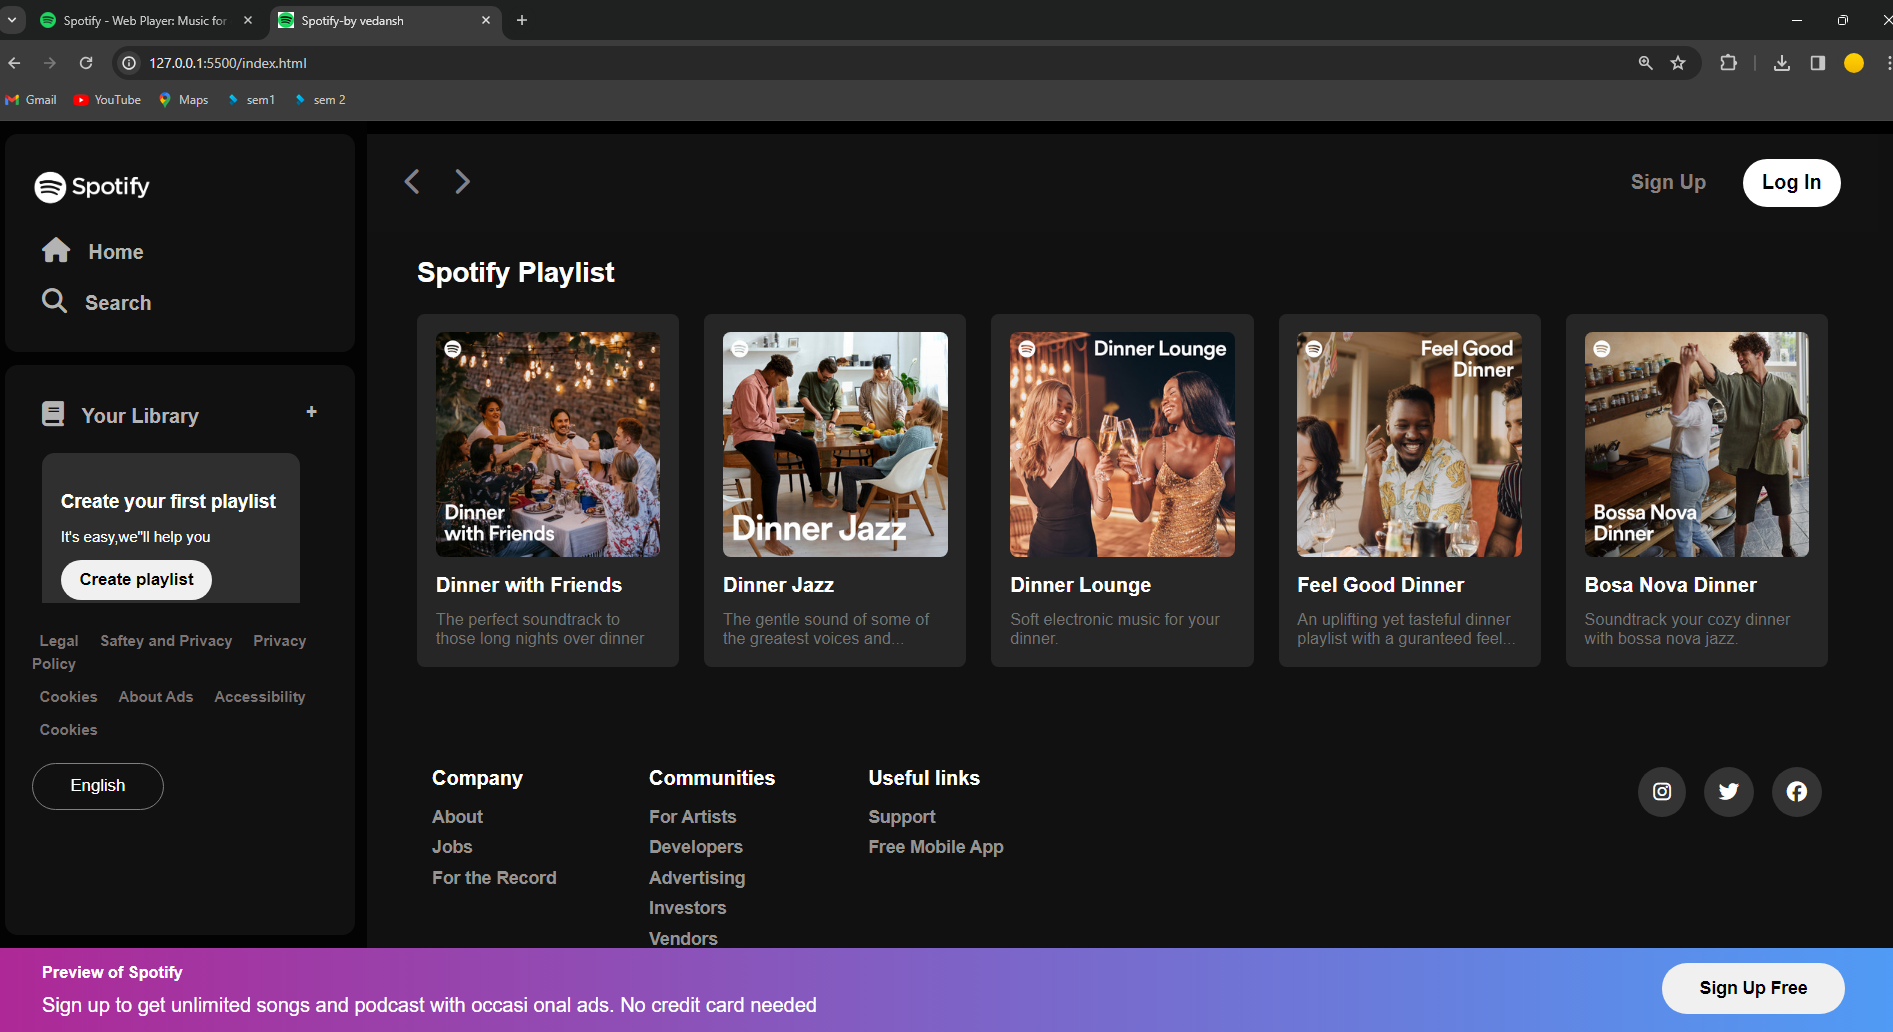 Spotify - Web Player: Music for
Spotify-by vedansh
127.0.0.1:5500/index.html
Gmail
YouTube
Maps
sem1
sem 2
Spotify
Home
Search
Your Library
+
Create your first playlist
It's easy,we"ll help you
Create playlist
Legal Saftey and Privacy Privacy
Policy
Cookies About Ads Accessibility
Cookies
English
Sign Up
Log In
Spotify Playlist
Dinner
with Friends
Dinner with Friends
The perfect soundtrack to
those long nights over dinner
Dinner Jazz
Dinner Jazz
The gentle sound of some of
the greatest voices and...
Dinner Lounge
Dinner Lounge
Soft electronic music for your
dinner.
Feel Good
Dinner
Feel Good Dinner
An uplifting yet tasteful dinner
playlist with a guranteed feel...
Bossa Nova
Dinner
Bosa Nova Dinner
Soundtrack your cozy dinner
with bossa nova jazz.
Company
About
Jobs
For the Record
Communities
For Artists
Developers
Advertising
Investors
Vendors
Useful links
Support
Free Mobile App
Preview of Spotify
Sign up to get unlimited songs and podcast with occasi onal ads. No credit card needed
Sign Up Free